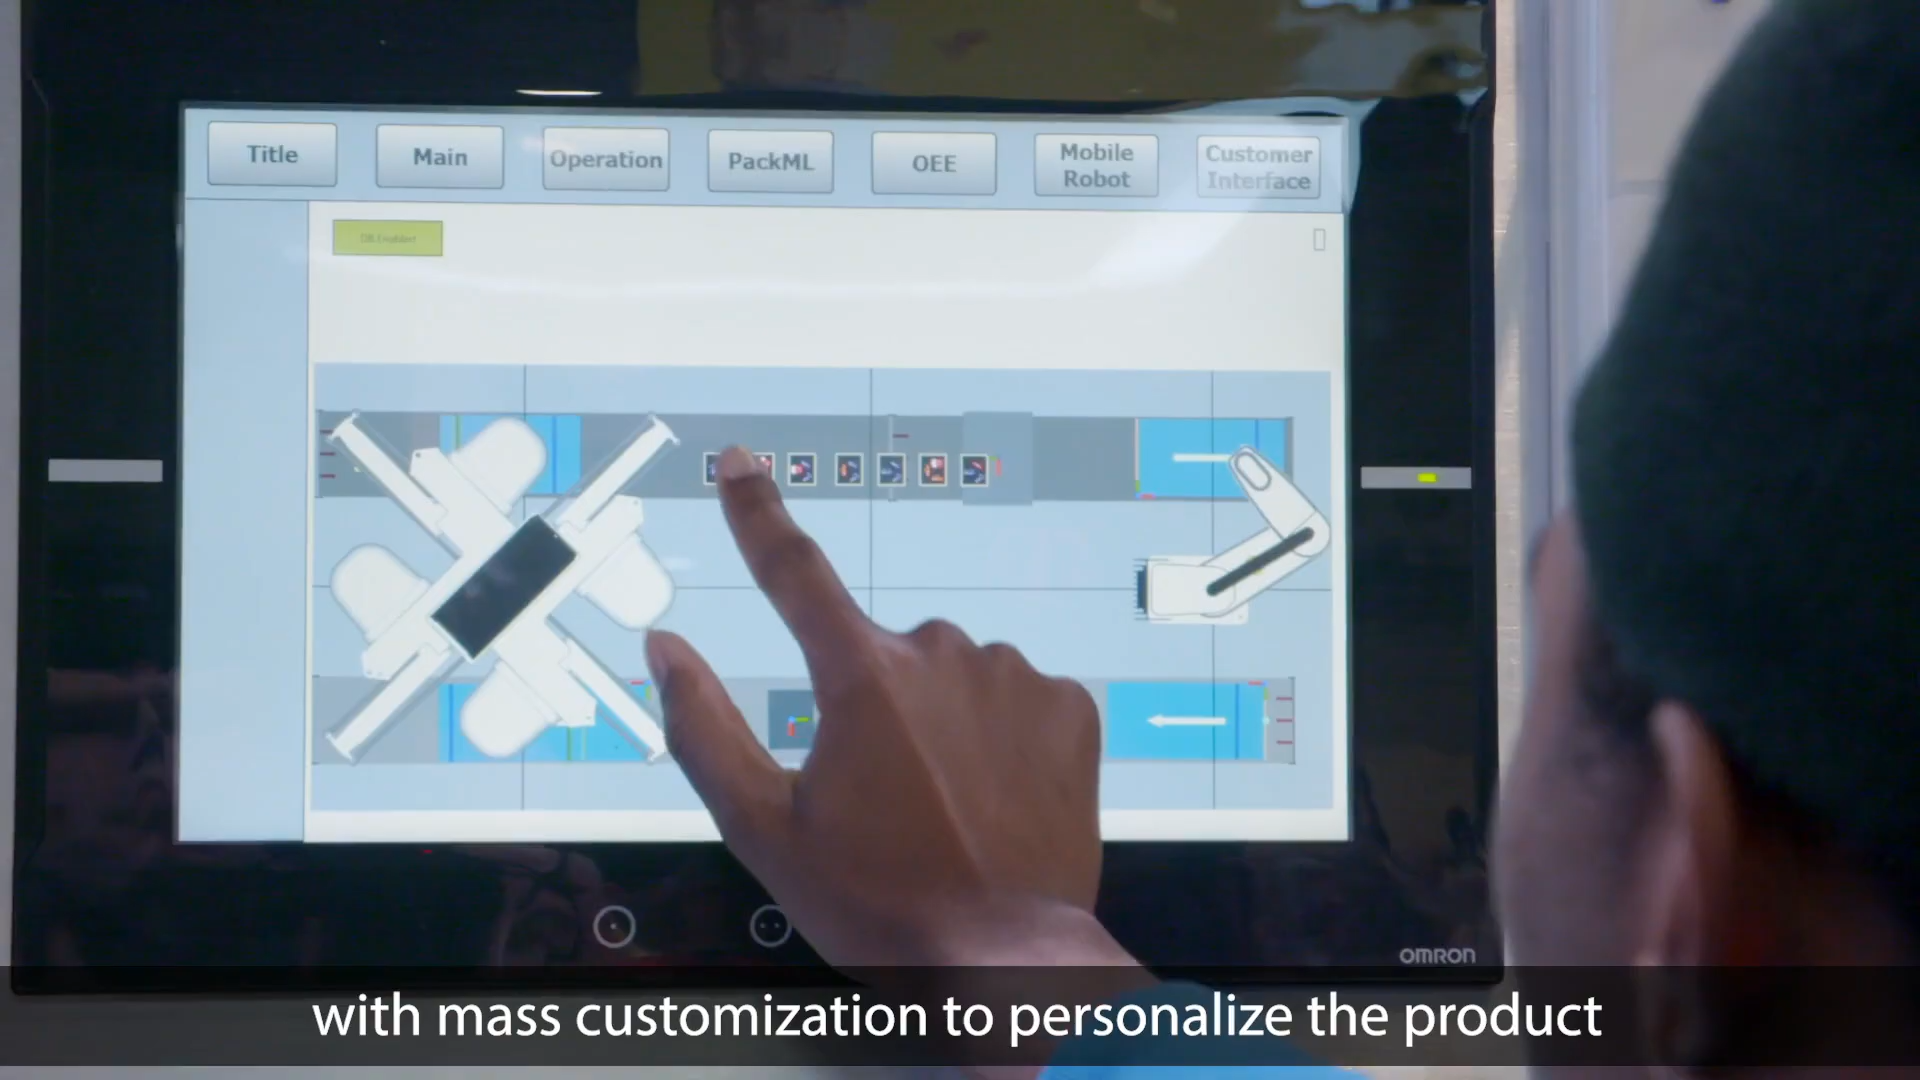 Title
Main
Operation
PackML
OEE
Mobile
Robot
Customer
Interface
OMRON
with mass customization to personalize the product